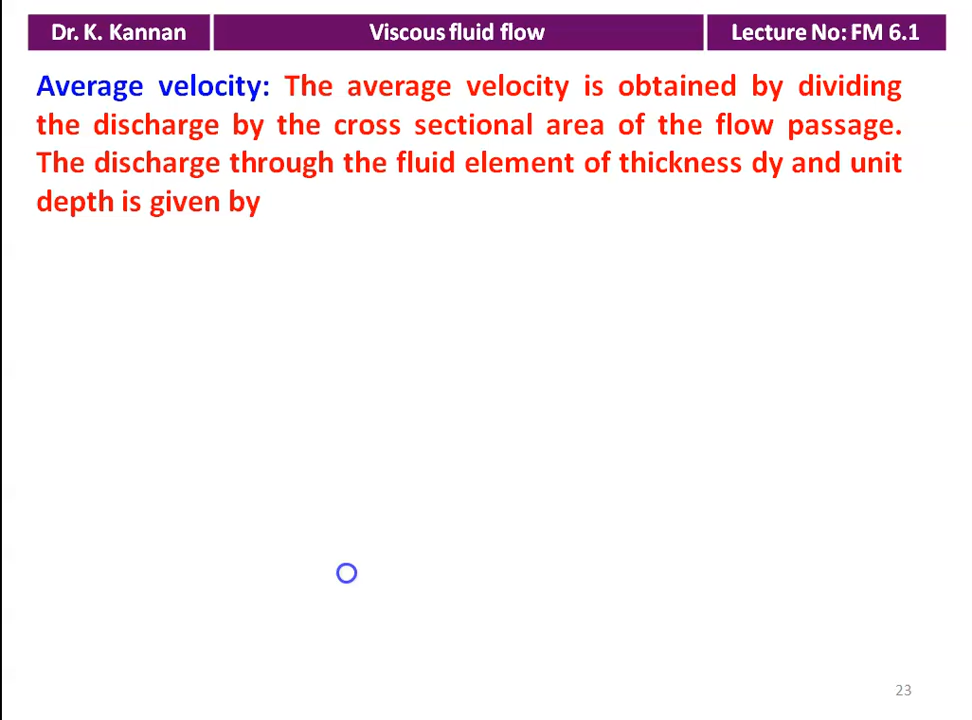 Dr. K. Kannan
Viscous fluid flow
Lecture No: FM 6.1
Average velocity: The average velocity is obtained by dividing
the discharge by the cross sectional area of the flow passage.
The discharge through the fluid element of thickness dy and unit
depth is given by
23